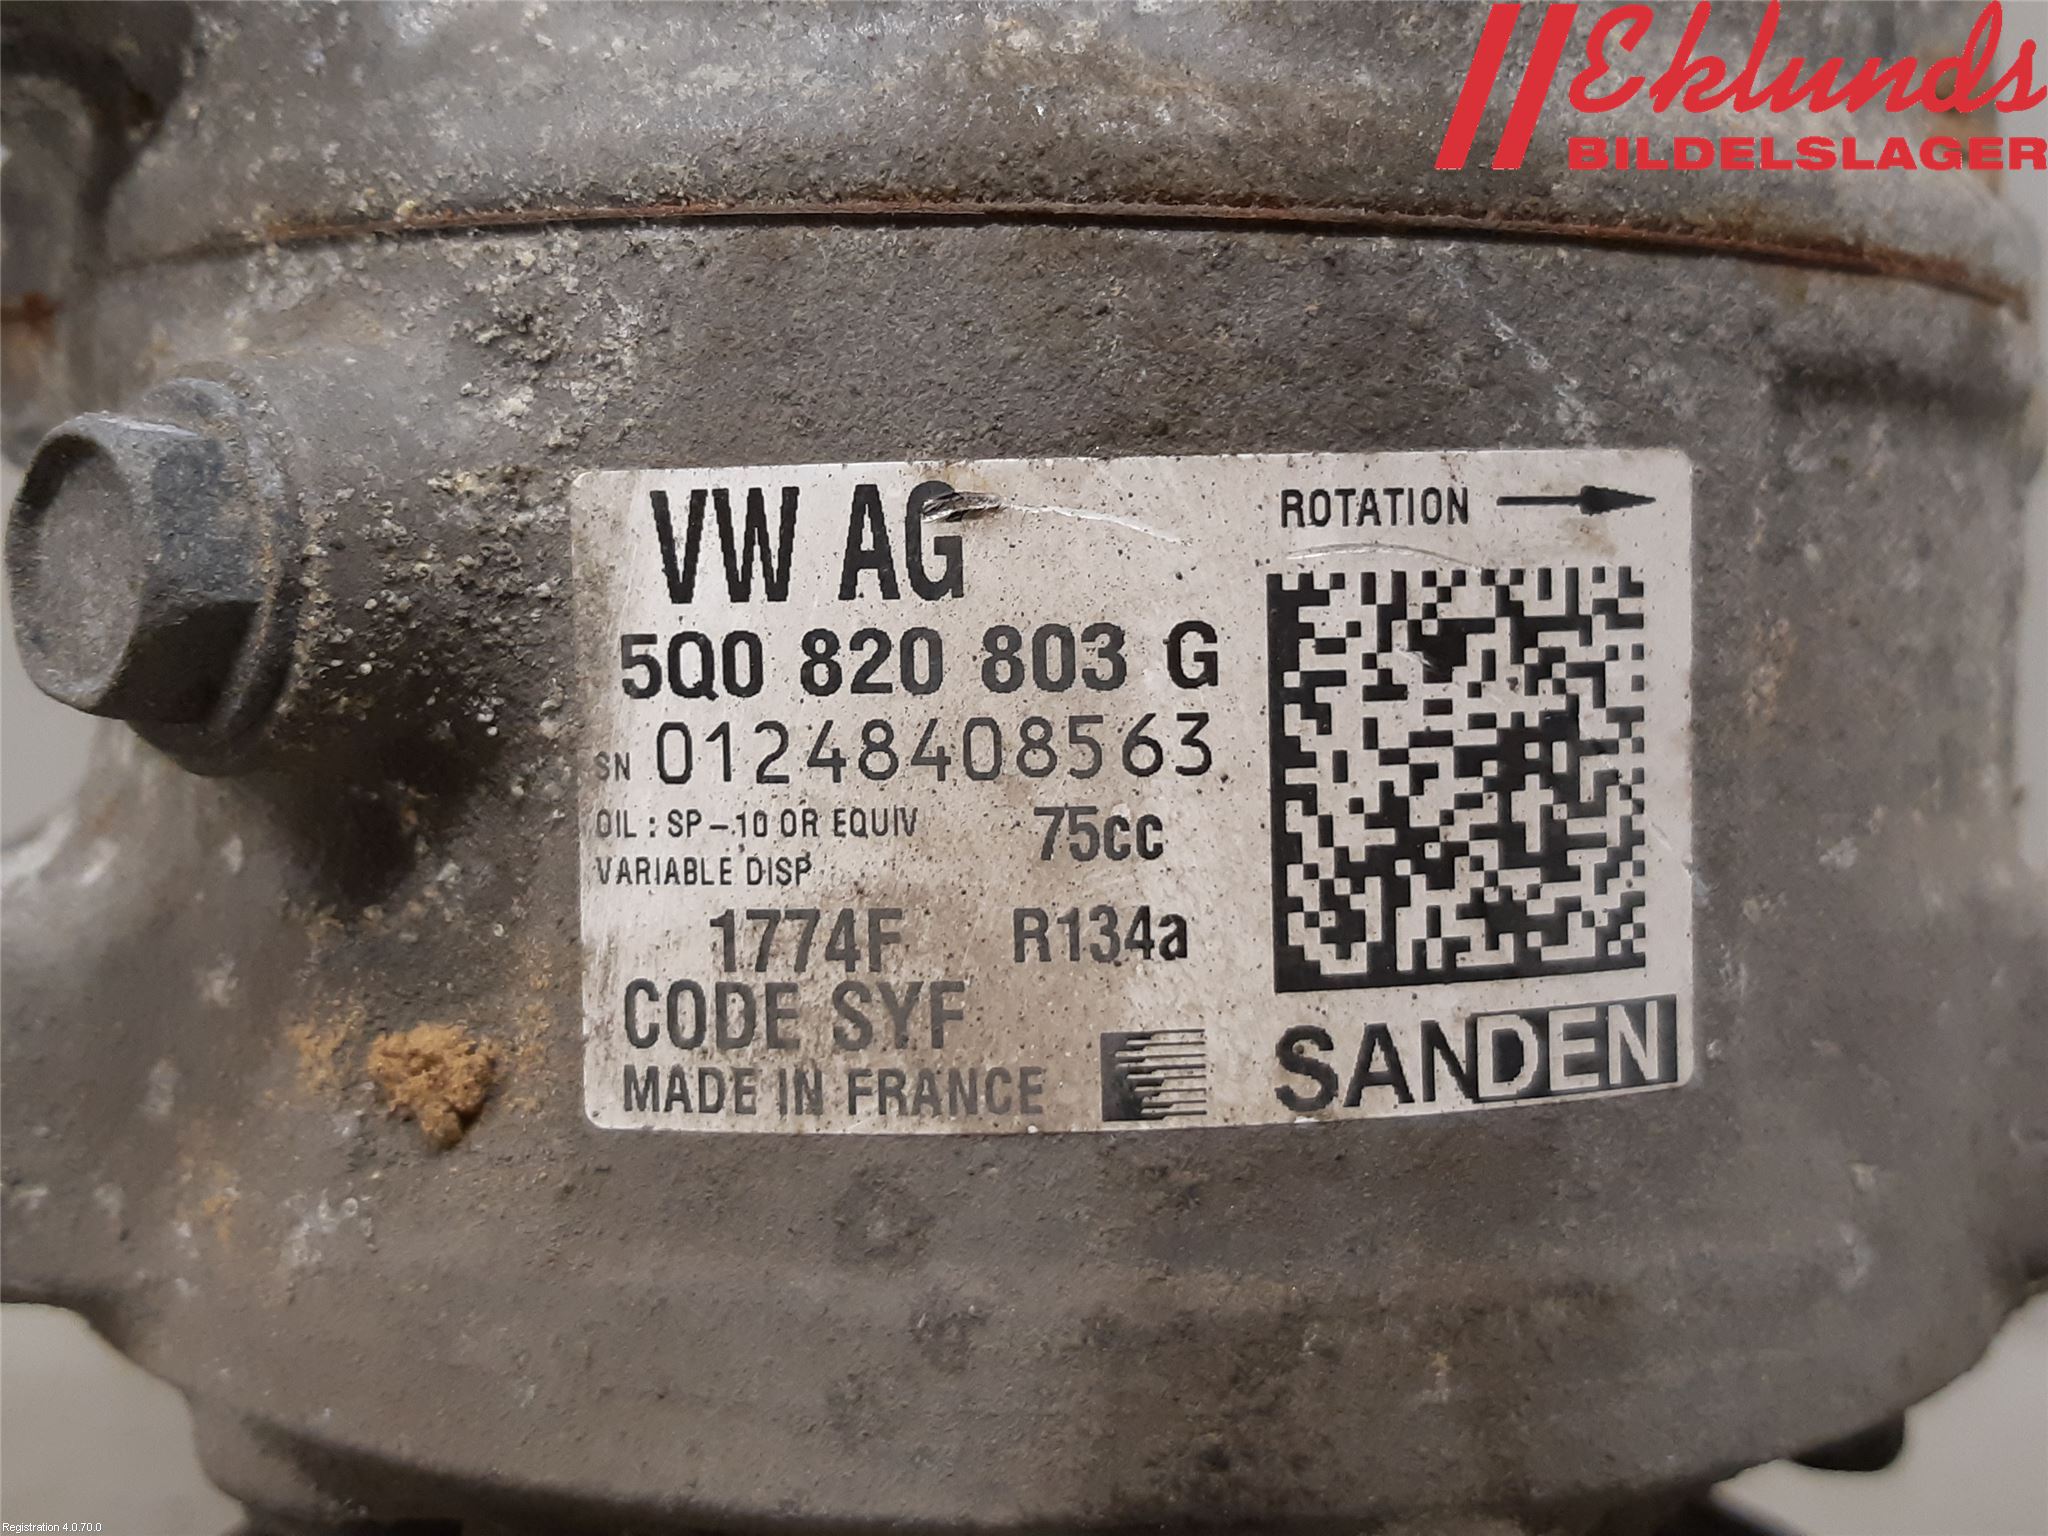 Eklunds
BILDELSLAGER
VW AG
ROTATION
5Q0 820 803 G
SN 01248408563
OIL : SP-10 OR EQUIV 75cc
VARIABLE DISP
1774F R134a
CODE SYF
MADE IN FRANCE
SANDEN
Registration 4.0.70.0